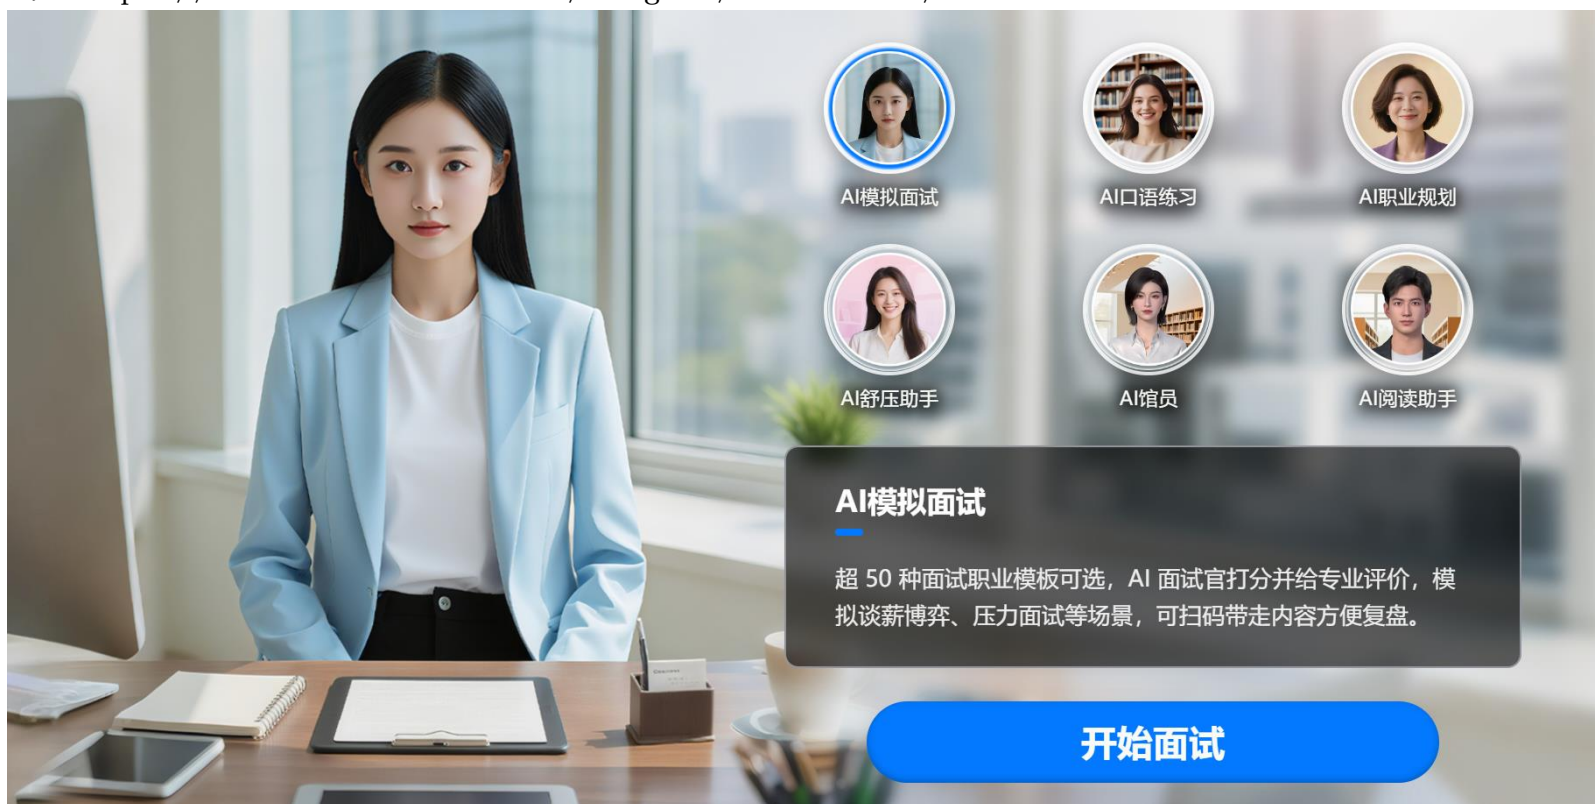 AI模拟面试
AI口语练习
AI职业规划
AI舒压助手
AI馆员
AI阅读助手
AI模拟面试
超 50 种面试职业模板可选，AI 面试官打分并给专业评价，模
拟谈薪博弈、压力面试等场景，可扫码带走内容方便复盘。
开始面试